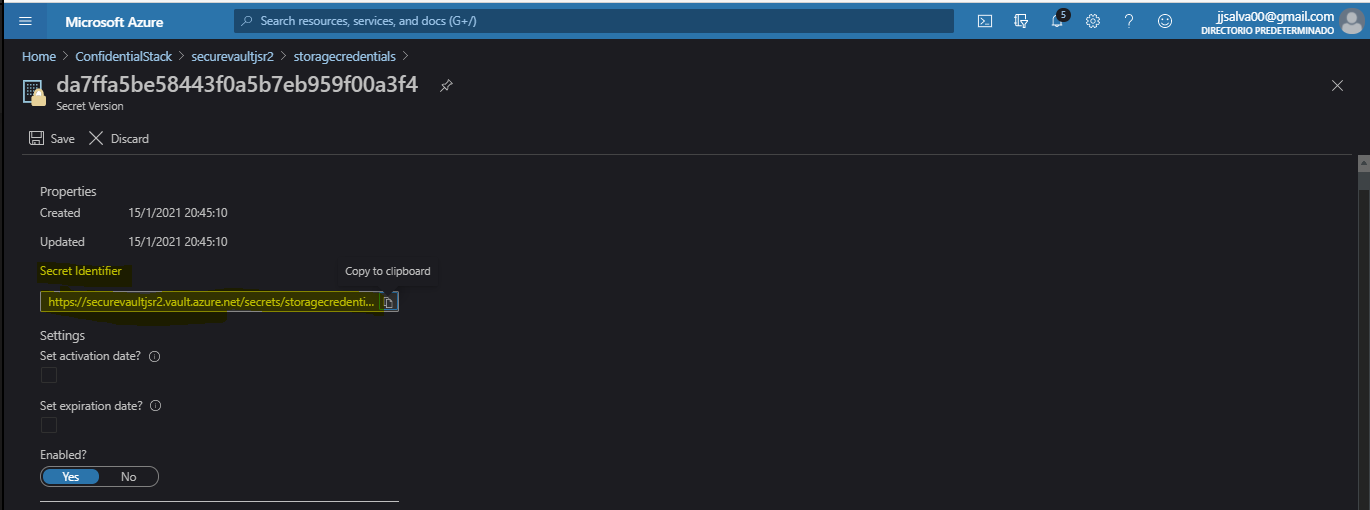 Microsoft Azure
Search resources, services, and docs (G+/)
5
jjsalva00@gmail.com
DIRECTORIO PREDETERMINADO
Home > ConfidentialStack > securevaultjsr2 > storagecredentials >
da7ffa5be58443f0a5b7eb959f00a3f4
Secret Version
Save Discard
Properties
Created 15/1/2021 20:45:10
Updated 15/1/2021 20:45:10
Secret Identifier Copy to clipboard
https://securevaultjsr2.vault.azure.net/secrets/storagecredenti...
Settings
Set activation date?
Set expiration date?
Enabled?
Yes No